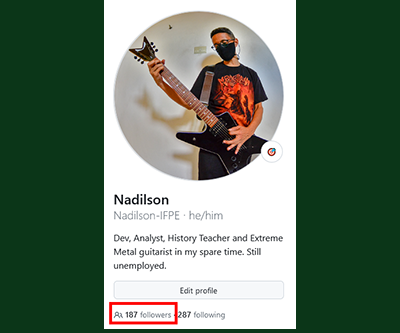 Nadilson
Nadilson-IFPE · he/him
Dev, Analyst, History Teacher and Extreme
Metal guitarist in my spare time. Still
unemployed.
Edit profile
187 followers · 287 following